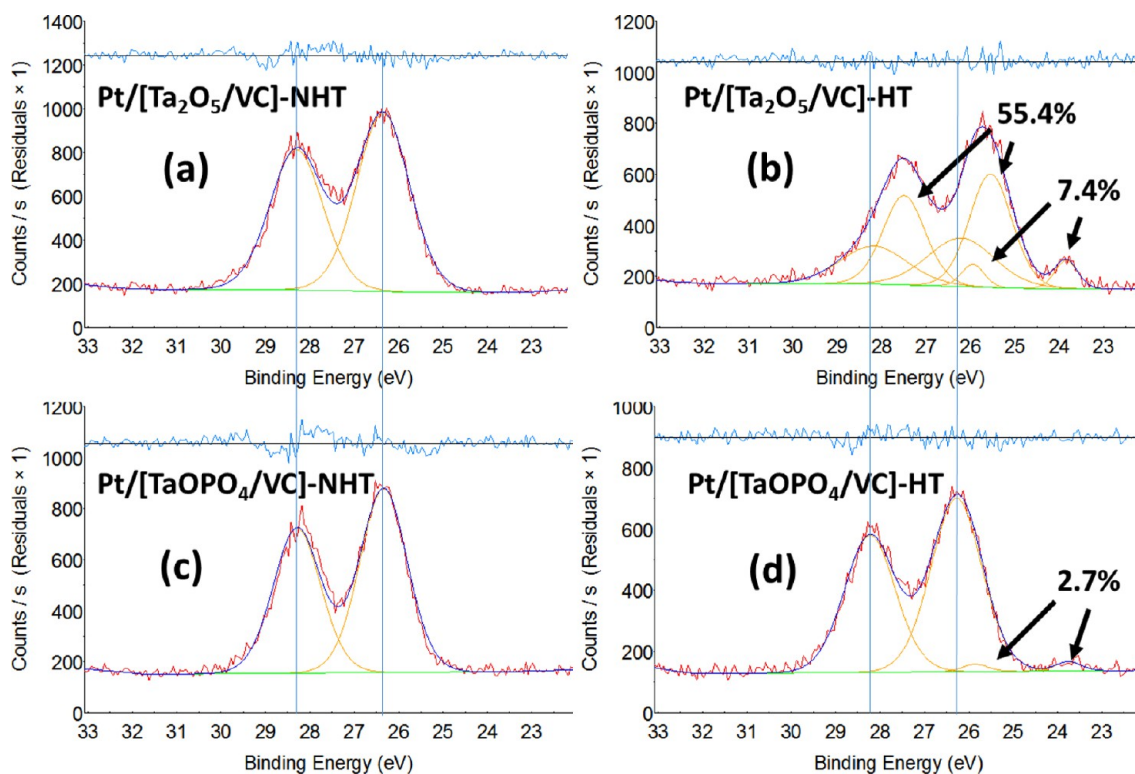 1400
1200
1000
800
600
400
200
0
Counts / s (Residuals × 1)
Pt/[Ta₂O₅/VC]-NHT
(a)
33 32 31 30 29 28 27 26 25 24 23
Binding Energy (eV)
1200
1000
800
600
400
200
0
Counts / s (Residuals × 1)
Pt/[Ta₂O₅/VC]-HT
(b)
55.4%
7.4%
33 32 31 30 29 28 27 26 25 24 23
Binding Energy (eV)
1200
1000
800
600
400
200
0
Counts / s (Residuals × 1)
Pt/[TaOPO₄/VC]-NHT
(c)
33 32 31 30 29 28 27 26 25 24 23
Binding Energy (eV)
1000
800
600
400
200
0
Counts / s (Residuals × 1)
Pt/[TaOPO₄/VC]-HT
(d)
2.7%
33 32 31 30 29 28 27 26 25 24 23
Binding Energy (eV)